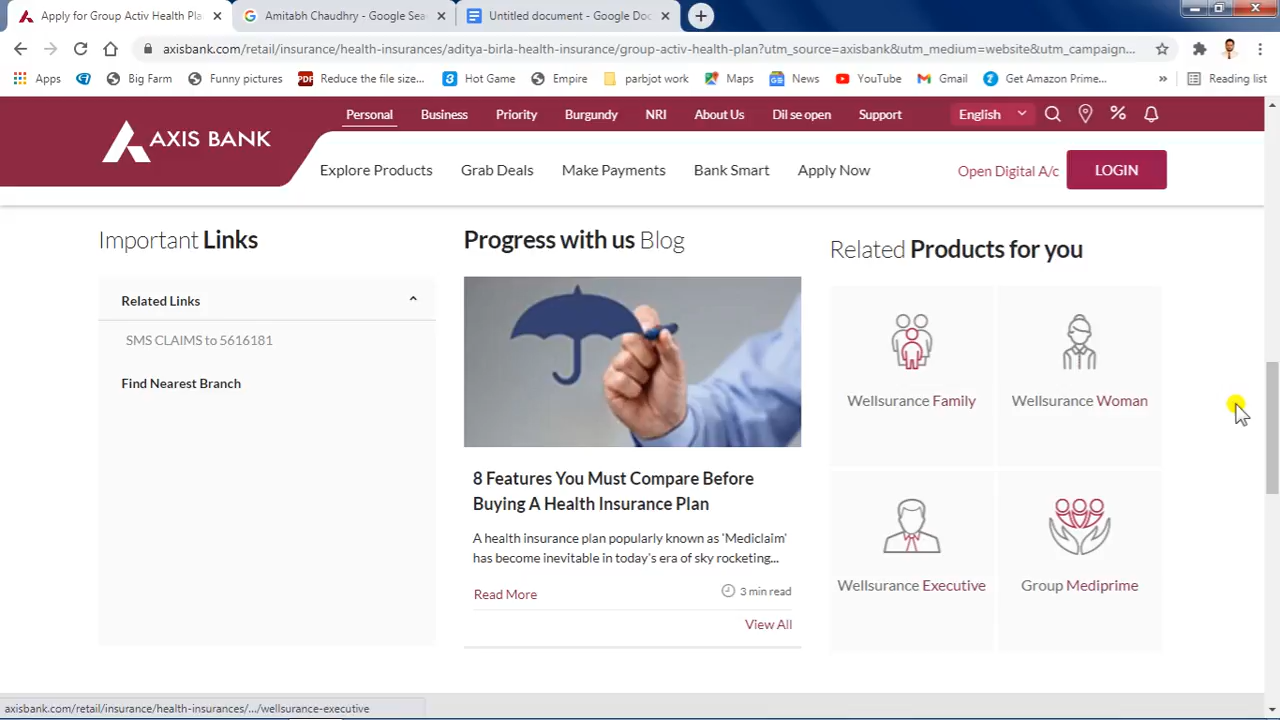 Apply for Group Activ Health Pla
Amitabh Chaudhry - Google Sea
Untitled document - Google Doc
axisbank.com/retail/insurance/health-insurances/aditya-birla-health-insurance/group-activ-health-plan?utm_source=axisbank&utm_medium=website&utm_campaign...
Apps
Big Farm
Funny pictures
PDF Reduce the file size...
Hot Game
Empire
parbjot work
Maps
News
YouTube
Gmail
Get Amazon Prime...
»
Reading list
Personal
Business
Priority
Burgundy
NRI
About Us
Dil se open
Support
English
AXIS BANK
Explore Products
Grab Deals
Make Payments
Bank Smart
Apply Now
Open Digital A/c
LOGIN
Important Links
Related Links
SMS CLAIMS to 5616181
Find Nearest Branch
Progress with us Blog
8 Features You Must Compare Before
Buying A Health Insurance Plan
A health insurance plan popularly known as 'Mediclaim'
has become inevitable in today's era of sky rocketing...
Read More
3 min read
View All
Related Products for you
Wellsurance Family
Wellsurance Woman
Wellsurance Executive
Group Mediprime
axisbank.com/retail/insurance/health-insurances/.../wellsurance-executive